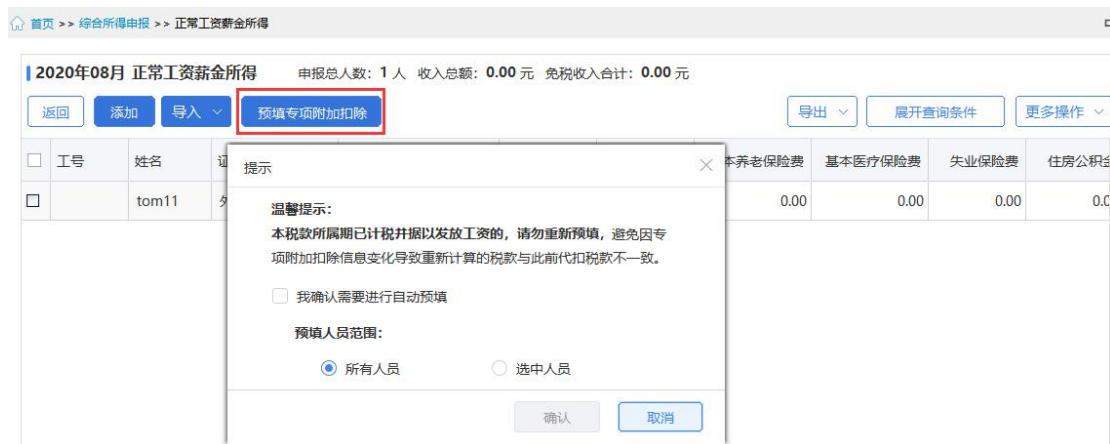 首页 >> 综合所得申报 >> 正常工资薪金所得
2020年08月 正常工资薪金所得 申报总人数：1 人 收入总额：0.00 元 免税收入合计：0.00 元
返回 添加 导入 预填专项附加扣除 导出 展开查询条件 更多操作
工号 姓名 证 本养老保险费 基本医疗保险费 失业保险费 住房公积金
tom11 外 0.00 0.00 0.00 0.0
提示
温馨提示：
本税款所属期已计税并据以发放工资的，请勿重新预填，避免因专
项附加扣除信息变化导致重新计算的税款与此前代扣税款不一致。
我确认需要进行自动预填
预填人员范围：
所有人员 选中人员
确认 取消